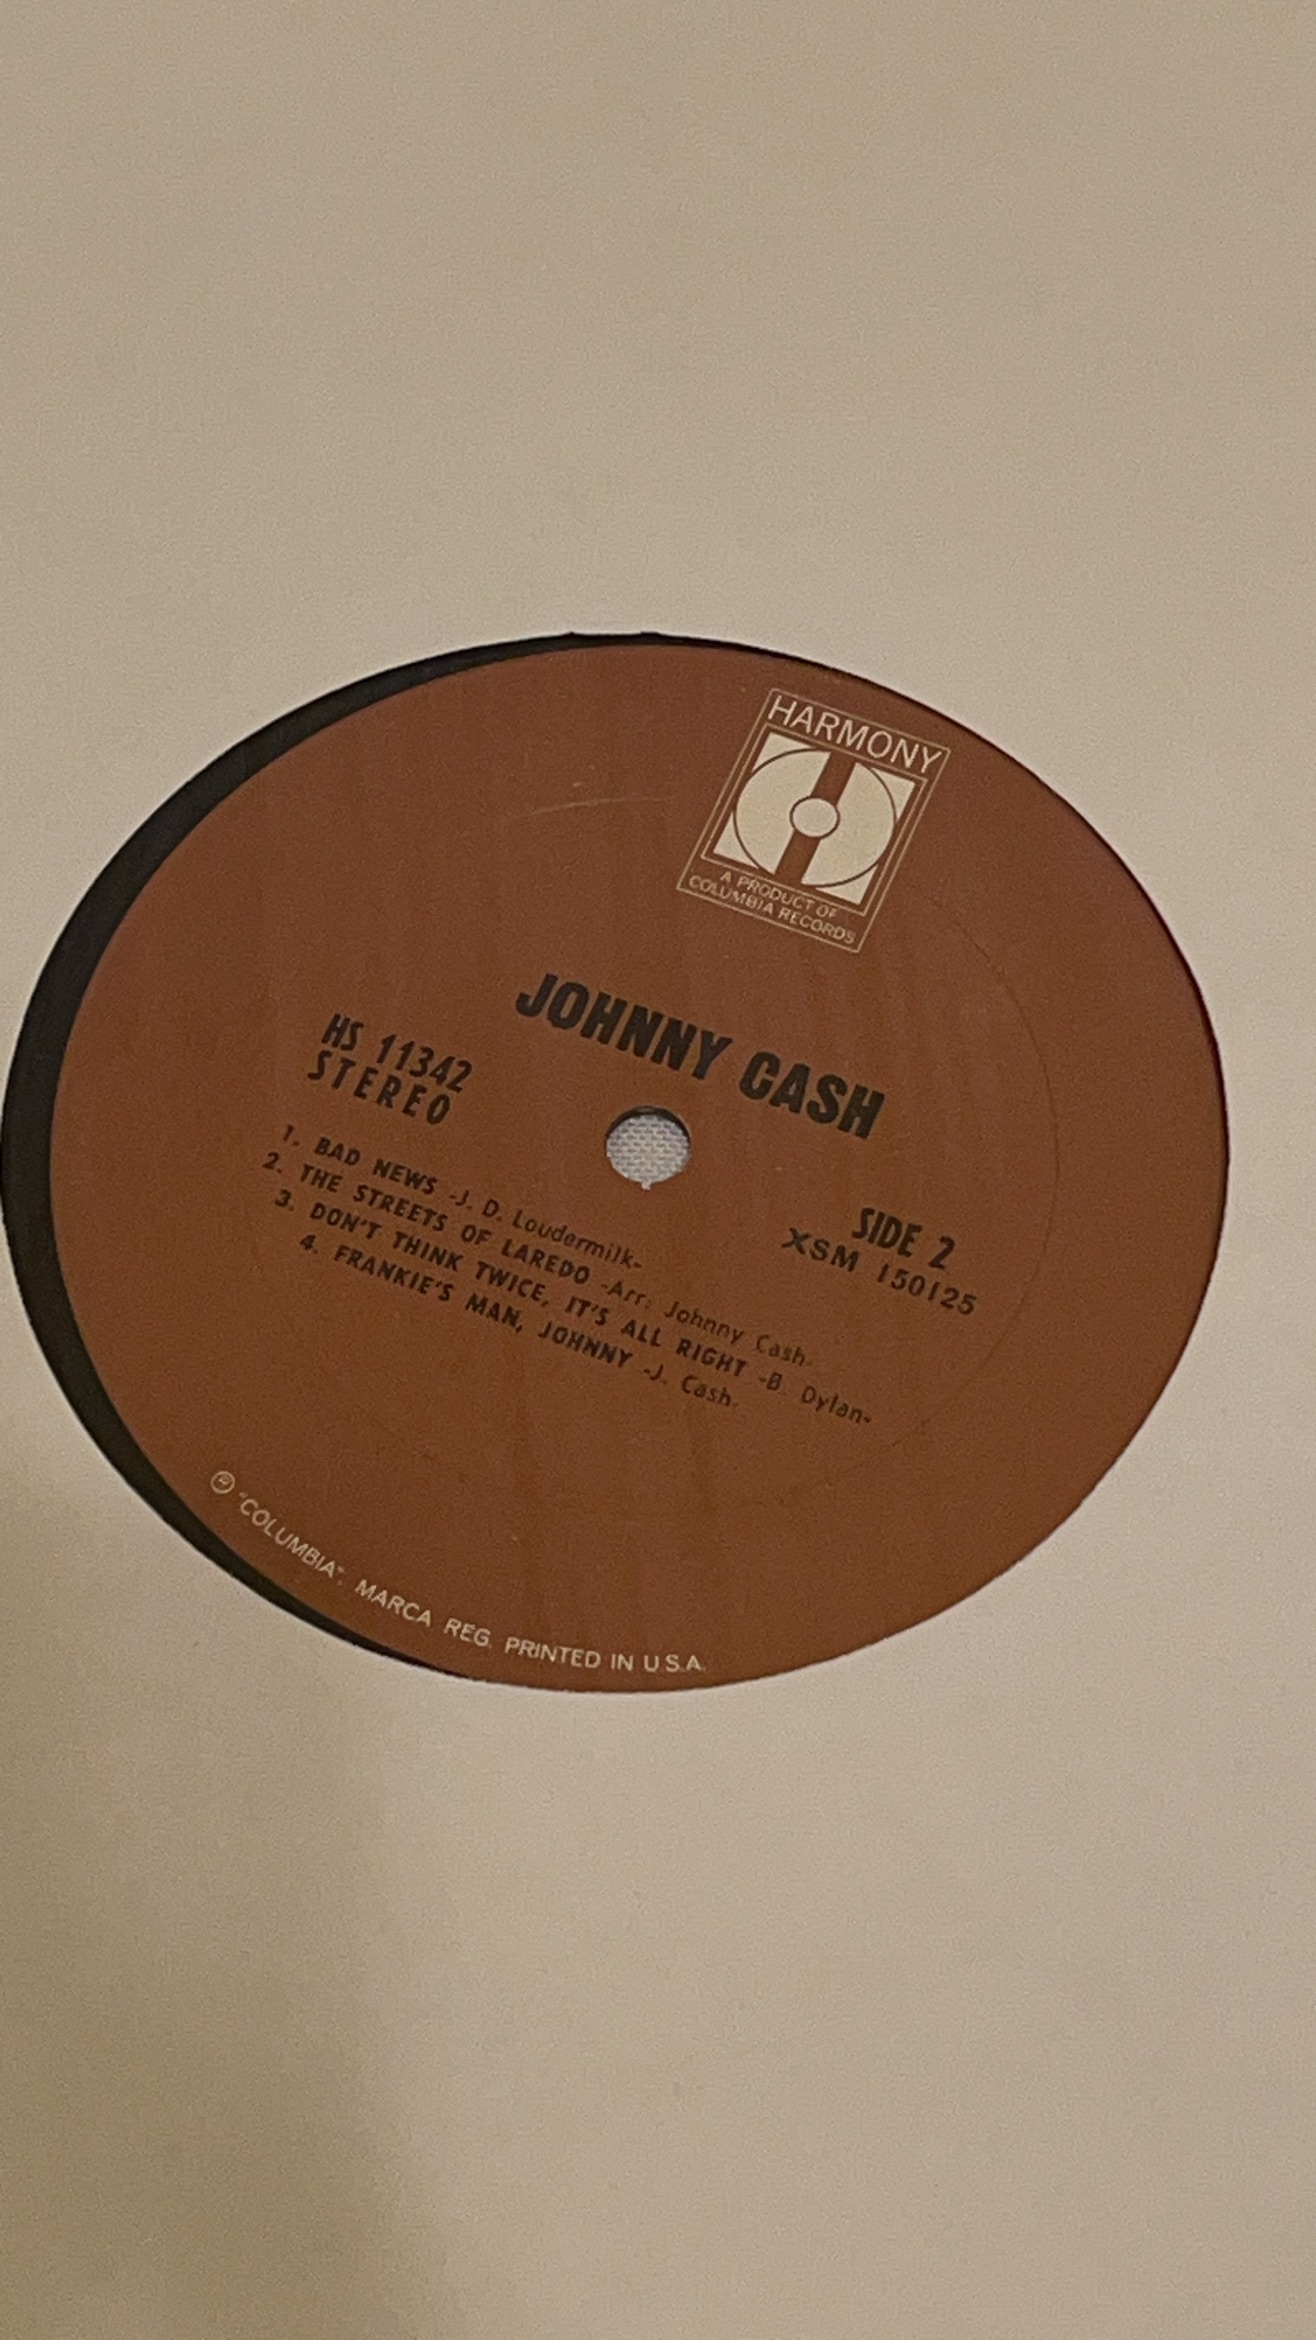 HARMONY
A PRODUCT OF
COLUMBIA RECORDS
JOHNNY CASH
HS 11342
STEREO
SIDE 2
XSM 150125
1. BAD NEWS -J. D. Loudermilk-
2. THE STREETS OF LAREDO -Arr: Johnny Cash-
3. DON'T THINK TWICE, IT'S ALL RIGHT -B. Dylan-
4. FRANKIE'S MAN, JOHNNY -J. Cash-
"COLUMBIA", MARCA REG. PRINTED IN U.S.A.